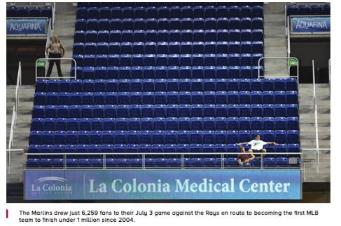 AQUAFINA
AQUAFINA
La Colonia
La Colonia Medical Center
The Marlins drew just 6,259 fans to their July 3 game against the Rays en route to becoming the first MLB
team to finish under 1 million since 2004.